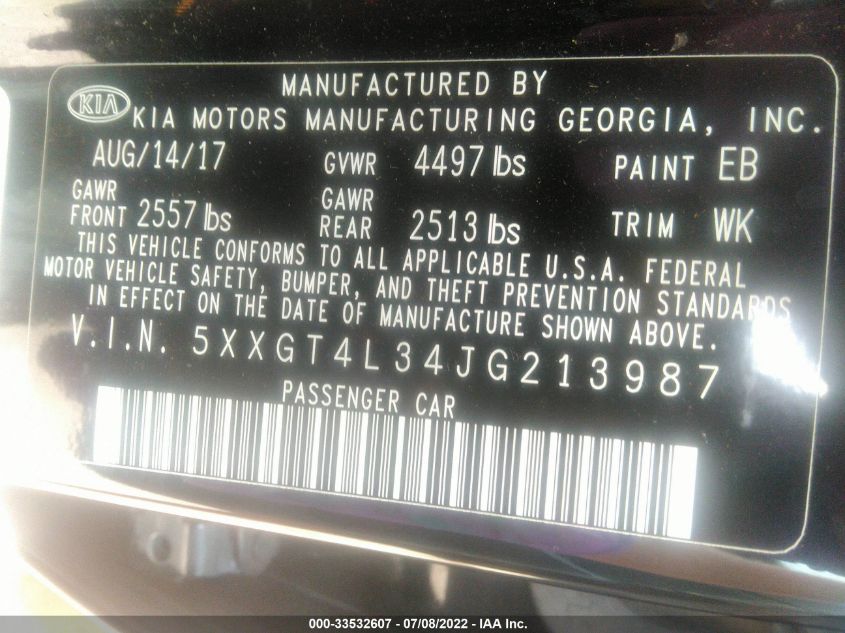 MANUFACTURED BY
KIA KIA MOTORS MANUFACTURING GEORGIA, INC.
AUG/14/17 GVWR 4497 lbs PAINT EB
GAWR FRONT 2557 lbs GAWR REAR 2513 lbs TRIM WK
THIS VEHICLE CONFORMS TO ALL APPLICABLE U.S.A. FEDERAL
MOTOR VEHICLE SAFETY, BUMPER, AND THEFT PREVENTION STANDARDS
IN EFFECT ON THE DATE OF MANUFACTURE SHOWN ABOVE.
V.I.N. 5XXGT4L34JG213987
PASSENGER CAR
000-33532607 / 07/08/2022 - IAA Inc.